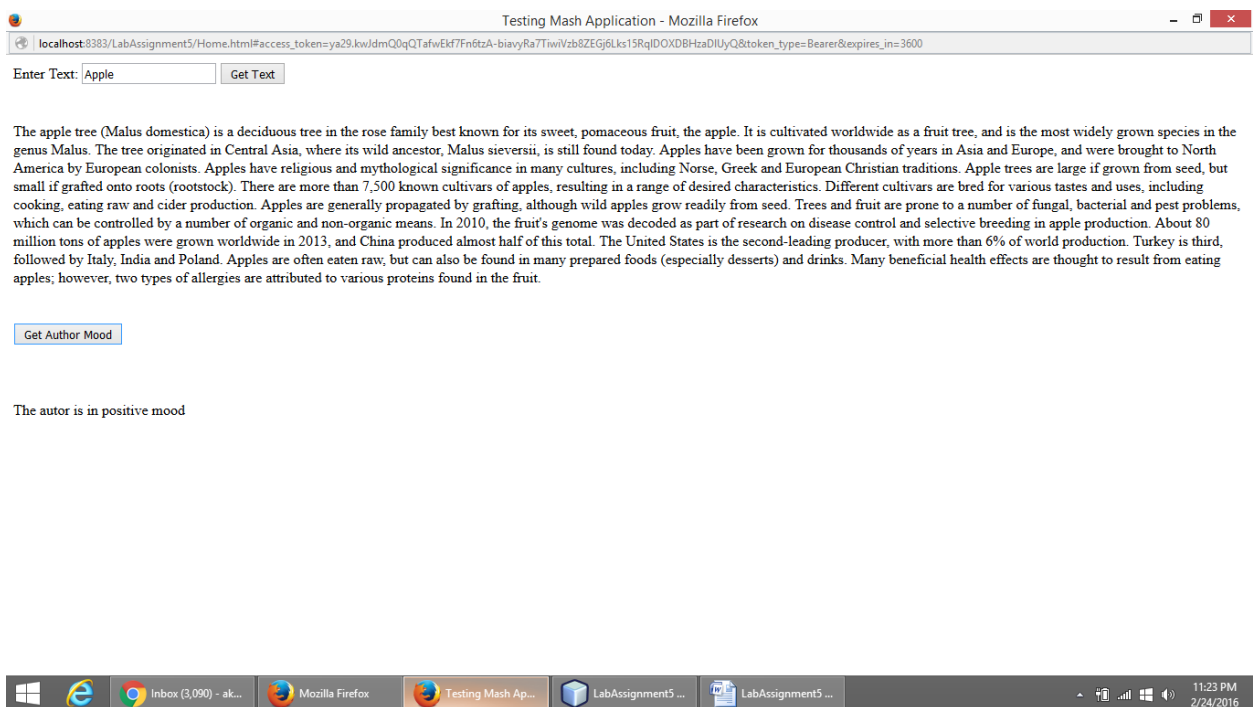 Testing Mash Application - Mozilla Firefox
localhost:8383/LabAssignment5/Home.html#access_token=ya29.kwJdmQ0qQTafwEkf7Fn6tzA-biavyRa7TiwiVzb8ZEGj6Lks15RqIDOXDBHzaDIUyQ&token_type=Bearer&expires_in=3600
Enter Text: Apple Get Text
The apple tree (Malus domestica) is a deciduous tree in the rose family best known for its sweet, pomaceous fruit, the apple. It is cultivated worldwide as a fruit tree, and is the most widely grown species in the
genus Malus. The tree originated in Central Asia, where its wild ancestor, Malus sieversii, is still found today. Apples have been grown for thousands of years in Asia and Europe, and were brought to North
America by European colonists. Apples have religious and mythological significance in many cultures, including Norse, Greek and European Christian traditions. Apple trees are large if grown from seed, but
small if grafted onto roots (rootstock). There are more than 7,500 known cultivars of apples, resulting in a range of desired characteristics. Different cultivars are bred for various tastes and uses, including
cooking, eating raw and cider production. Apples are generally propagated by grafting, although wild apples grow readily from seed. Trees and fruit are prone to a number of fungal, bacterial and pest problems,
which can be controlled by a number of organic and non-organic means. In 2010, the fruit's genome was decoded as part of research on disease control and selective breeding in apple production. About 80
million tons of apples were grown worldwide in 2013, and China produced almost half of this total. The United States is the second-leading producer, with more than 6% of world production. Turkey is third,
followed by Italy, India and Poland. Apples are often eaten raw, but can also be found in many prepared foods (especially desserts) and drinks. Many beneficial health effects are thought to result from eating
apples; however, two types of allergies are attributed to various proteins found in the fruit.
Get Author Mood
The autor is in positive mood
Inbox (3,090) - ak... Mozilla Firefox Testing Mash Ap... LabAssignment5 ... LabAssignment5 ...
11:23 PM
2/24/2016